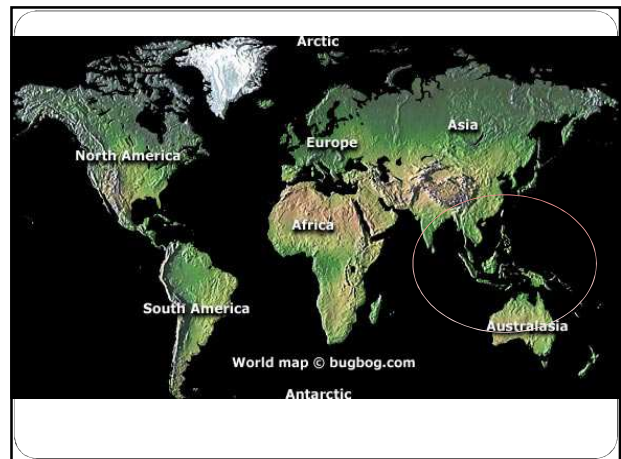 Arctic
Asia
Europe
North America
Africa
South America
Australasia
World map © bugbog.com
Antarctic